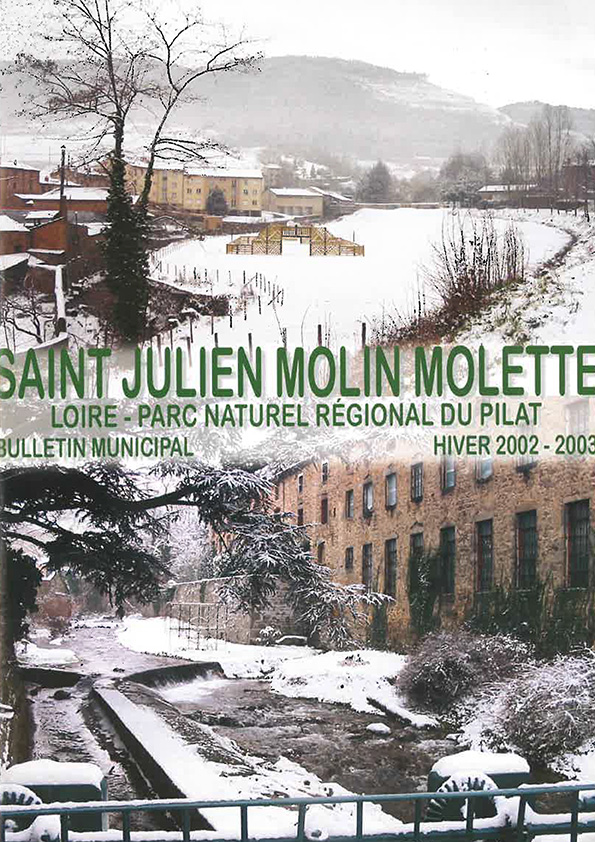 SAINT JULIEN MOLIN MOLETTE
LOIRE - PARC NATUREL RÉGIONAL DU PILAT
BULLETIN MUNICIPAL HIVER 2002 - 2003